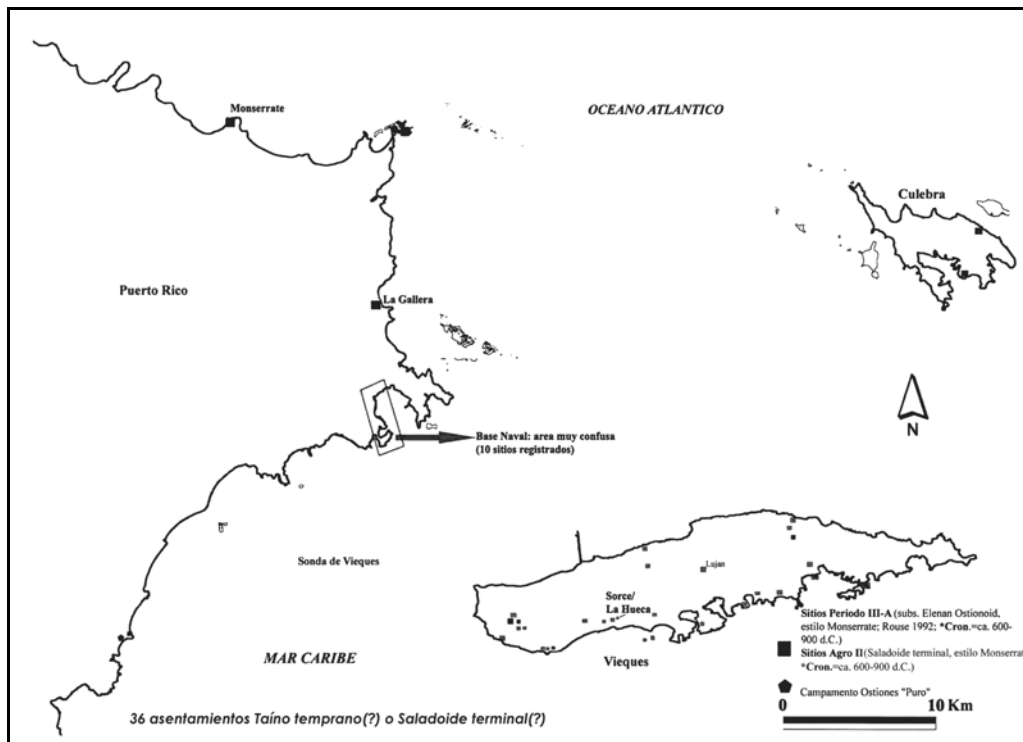 OCEANO ATLANTICO
Monserrate
Culebra
Puerto Rico
La Gallera
N
Base Naval: area muy confusa
(10 sitios registrados)
Sonda de Vieques
Lujan
Sorce/
La Hueca
Vieques
MAR CARIBE
Sitios Periodo III-A (subs. Elenan Ostionoid,
estilo Monserrate; Rouse 1992; *Cron.=ca. 600-
900 d.C.)
Sitios Agro II (Saladoide terminal, estilo Monserrat
*Cron.=ca. 600-900 d.C.)
Campamento Ostiones "Puro"
0 10 Km
36 asentamientos Taíno temprano(?) o Saladoide terminal(?)